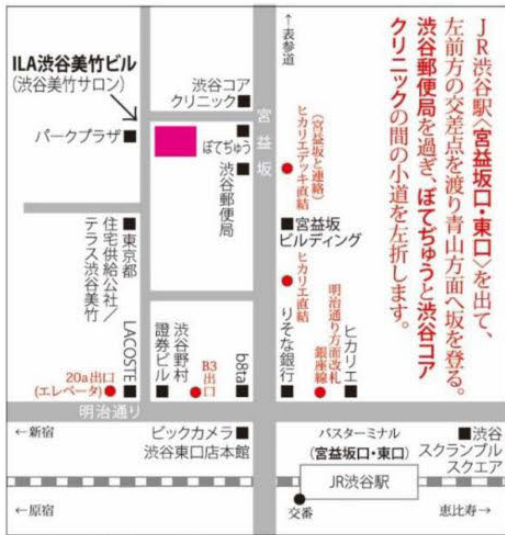 JR渋谷駅〈宮益坂口・東口〉を出て、
左前方の交差点を渡り青山方面へ坂を登る。
渋谷郵便局を過ぎ、ぼてぢゅうと渋谷コア
クリニックの間の小道を左折します。
ILA渋谷美竹ビル
(渋谷美竹サロン)
パークプラザ
渋谷コア
クリニック
ぼてぢゅう
渋谷郵便局
宮益坂
←表参道
ヒカリエデッキ直結
(宮益坂と連絡)
宮益坂
ビルディング
ヒカリエ直結
東京都
住宅供給公社/
テラス渋谷美竹
LACOSTE
20a出口
(エレベータ)
渋谷野村
證券ビル
B3
出口
b8ta
りそな銀行
明治通り方面改札
銀座線
ヒカリエ
明治通り
←新宿
ビックカメラ
渋谷東口店本館
バスターミナル
(宮益坂口・東口)
渋谷
スクランブル
スクエア
JR渋谷駅
交番
←原宿
恵比寿→